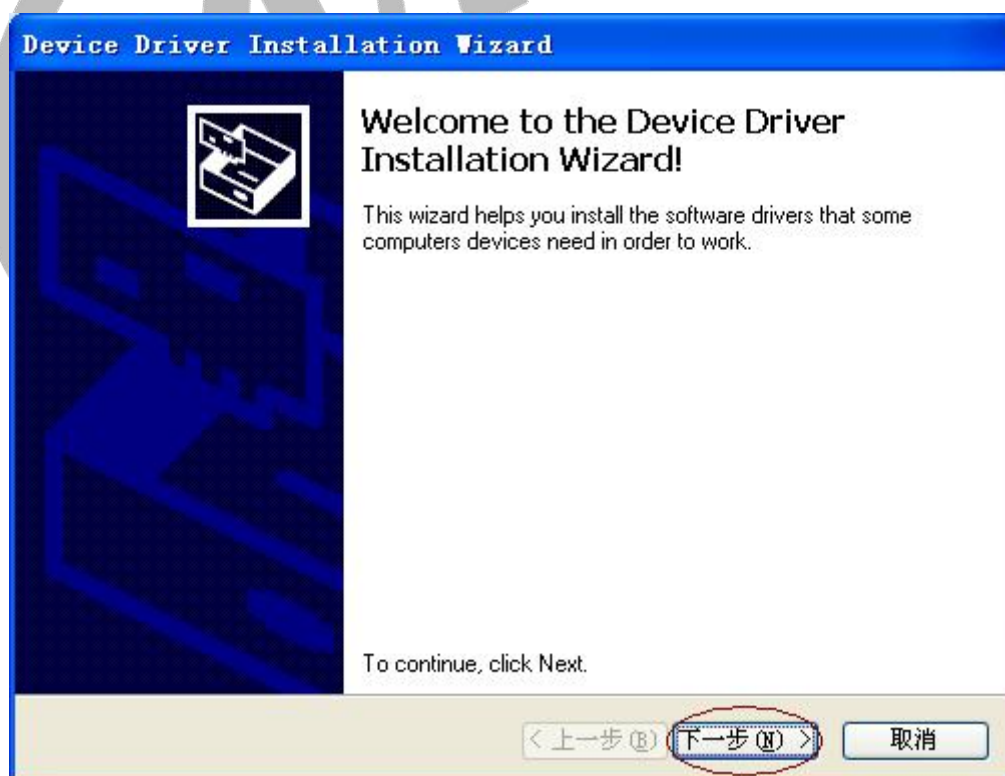 Device Driver Installation Wizard
Welcome to the Device Driver
Installation Wizard!
This wizard helps you install the software drivers that some
computers devices need in order to work.
To continue, click Next.
< 上一步(B) 下一步(N) > 取消